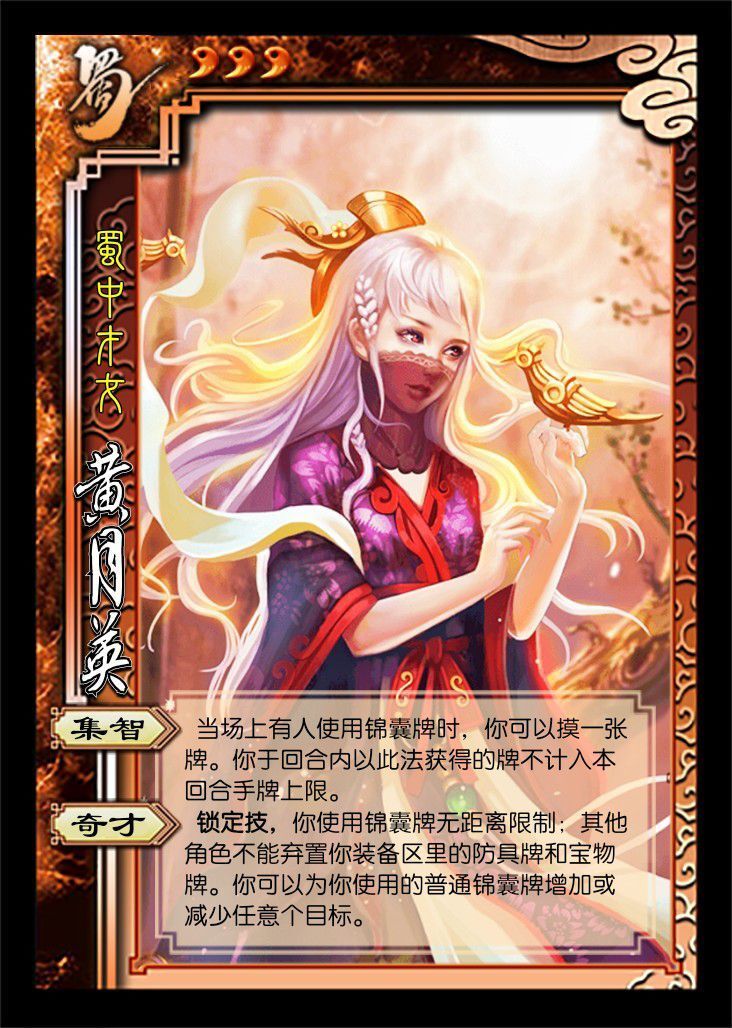 蜀
蜀中才女
黄月英
集智
当场上有人使用锦囊牌时，你可以摸一张
牌。你于回合内以此法获得的牌不计入本
回合手牌上限。
奇才
锁定技，你使用锦囊牌无距离限制；其他
角色不能弃置你装备区里的防具牌和宝物
牌。你可以为你使用的普通锦囊牌增加或
减少任意个目标。